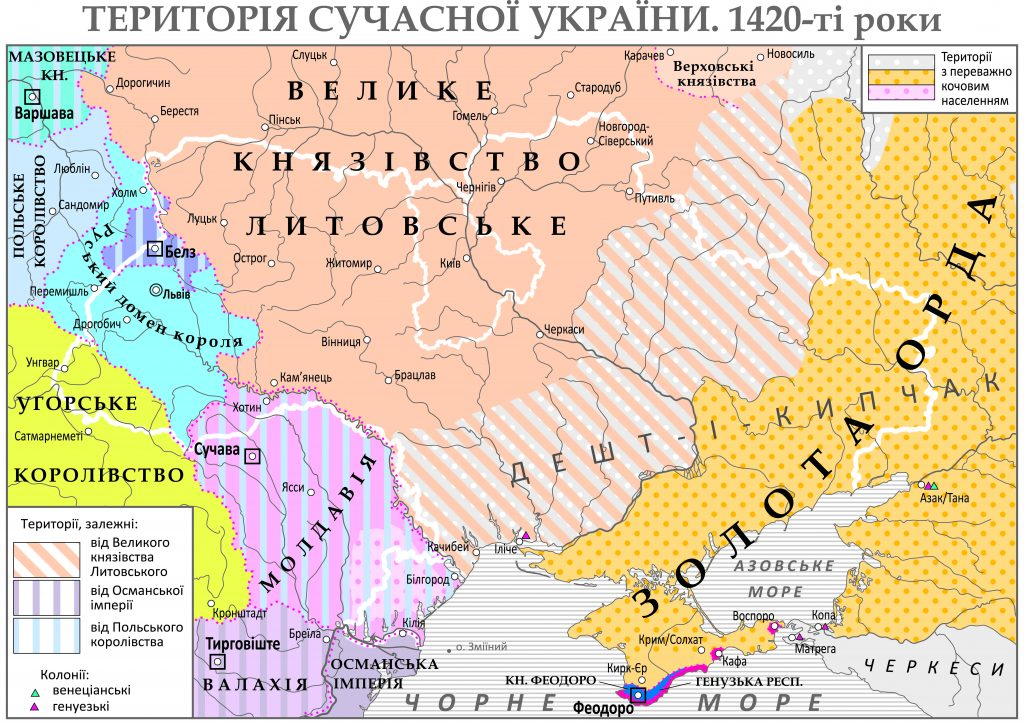 ТЕРИТОРІЯ СУЧАСНОЇ УКРАЇНИ. 1420-ті роки
МАЗОВЕЦЬКЕ
КН.
Варшава
Дорогичин
Берестя
Слуцьк
Пінськ
ВЕЛИКЕ
КНЯЗІВСТВО
ЛИТОВСЬКЕ
Гомель
Стародуб
Карачев
Новосиль
Верховські
князівства
Новгород-
Сіверський
Чернігів
Путивль
Території
з переважно
кочовим
населенням
ПОЛЬСЬКЕ
КОРОЛІВСТВО
Люблін
Сандомир
Холм
Белз
Луцьк
Острог
Житомир
Київ
Черкаси
Перемишль
Львів
Дрогобич
Руський домен короля
Вінниця
Брацлав
Кам’янець
Унгвар
УГОРСЬКЕ
КОРОЛІВСТВО
Сатмарнеметі
Хотин
Сучава
Ясси
МОЛДАВІЯ
ДЕШТ-І-КИПЧАК
ЗОЛОТА ОРДА
Качибей
Іліче
Білгород
Азак/Тана
АЗОВСЬКЕ
МОРЕ
Території, залежні:
від Великого
князівства
Литовського
від Османської
імперії
від Польського
королівства
Колонії:
венеціанські
генуезькі
Кронштадт
Тирговіште
Бреїла
Кілія
ВАЛАХІЯ
ОСМАНСЬКА
ІМПЕРІЯ
о. Зміїний
Кирк-Єр
Крим/Солхат
Кафа
Воспоро
Копа
Матрега
КН. ФЕОДОРО
ГЕНУЗЬКА РЕСП.
Феодоро
ЧЕРКЕСИ
ЧОРНЕ МОРЕ